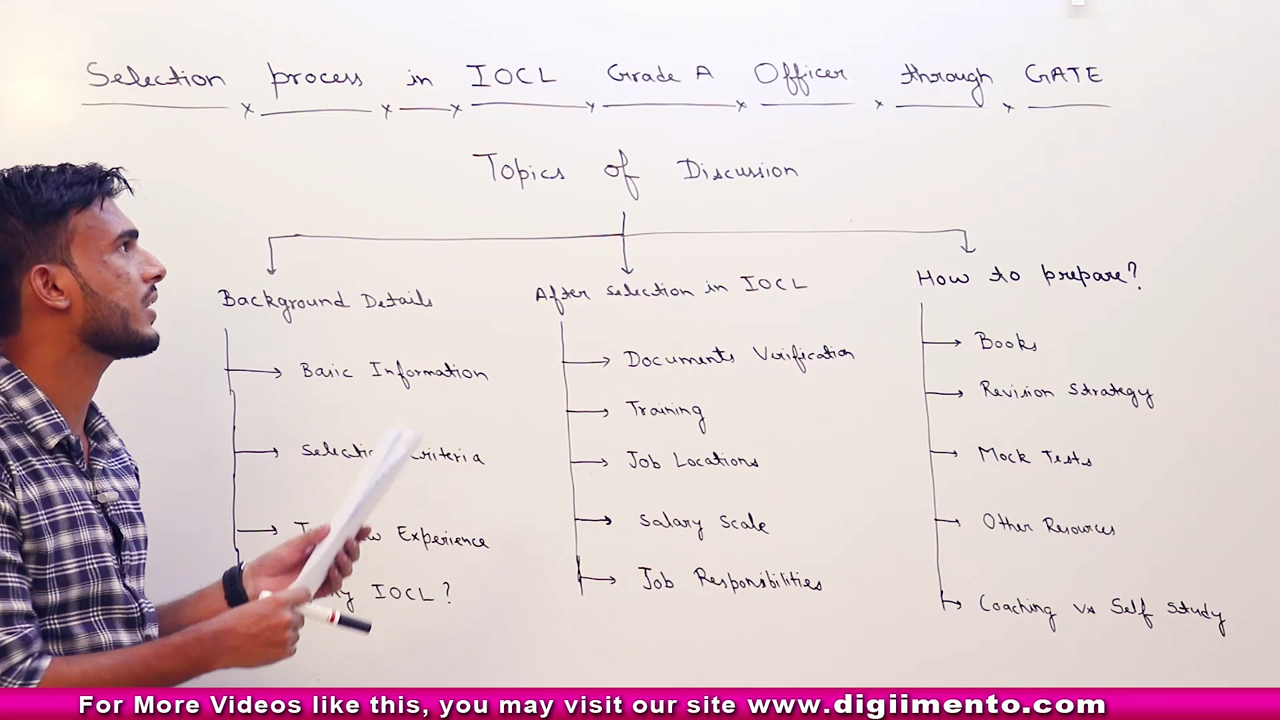 Selection process in IOCL Grade A Officer through GATE
Topics of Discussion
Background Details
Basic Information
Experience
IOCL?
After selection in IOCL
Documents Verification
Training
Job Locations
Salary Scale
Job Responsibilities
How to prepare?
Books
Revision Strategy
Mock Tests
Other Resources
Coaching vs Self Study
For More Videos like this, you may visit our site www.digiimento.com